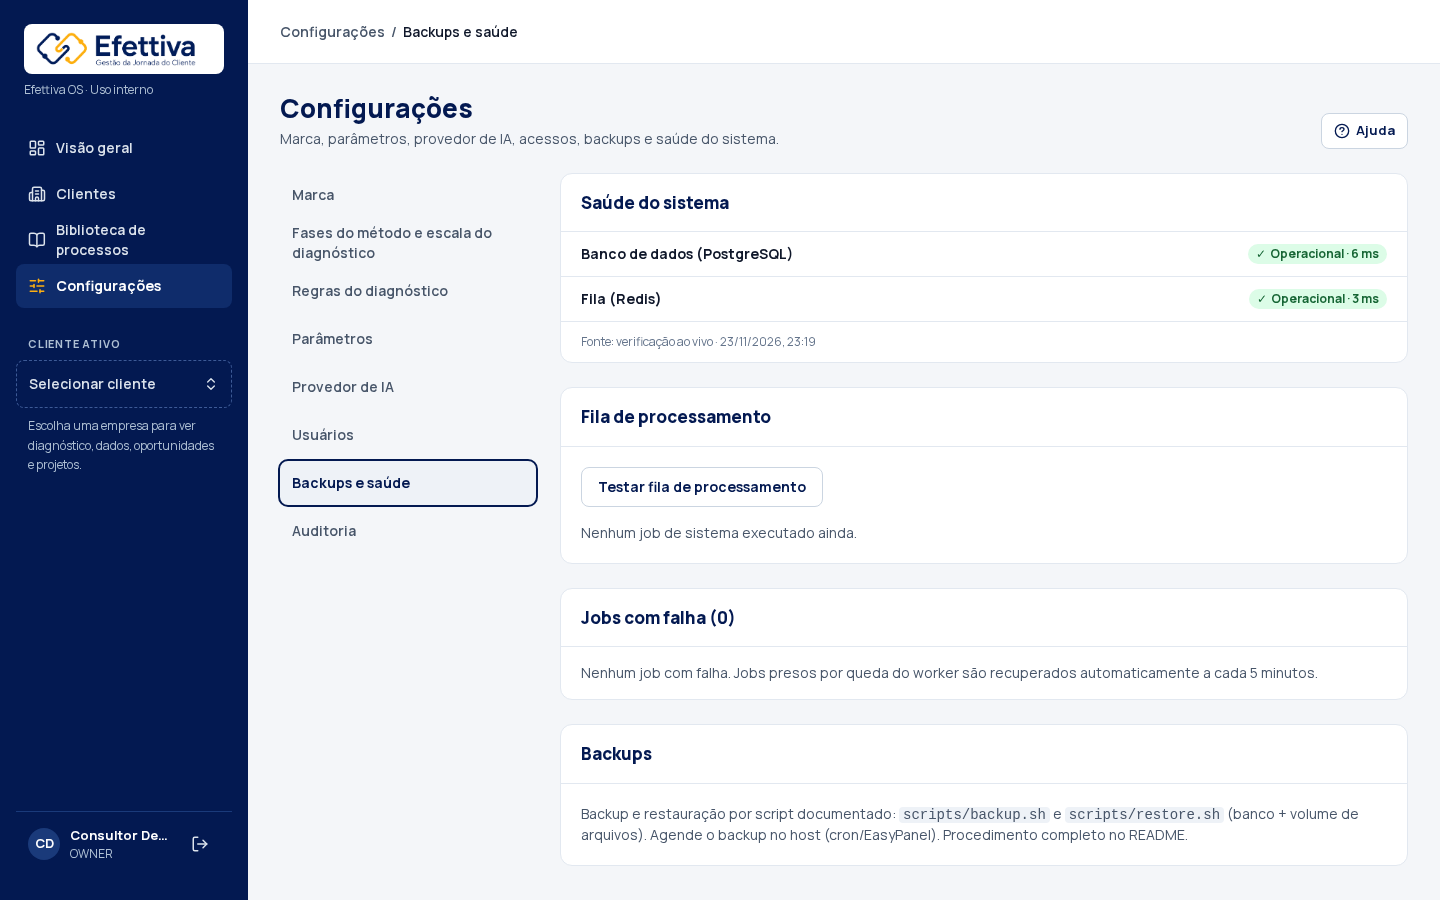 Efettiva
Gestão da Jornada do Cliente
Efettiva OS · Uso interno
Visão geral
Clientes
Biblioteca de
processos
Configurações
CLIENTE ATIVO
Selecionar cliente
Escolha uma empresa para ver
diagnóstico, dados, oportunidades
e projetos.
CD
Consultor De...
OWNER
Configurações / Backups e saúde
Configurações
Marca, parâmetros, provedor de IA, acessos, backups e saúde do sistema.
Ajuda
Marca
Fases do método e escala do
diagnóstico
Regras do diagnóstico
Parâmetros
Provedor de IA
Usuários
Backups e saúde
Auditoria
Saúde do sistema
Banco de dados (PostgreSQL)
✓ Operacional · 6 ms
Fila (Redis)
✓ Operacional · 3 ms
Fonte: verificação ao vivo · 23/11/2026, 23:19
Fila de processamento
Testar fila de processamento
Nenhum job de sistema executado ainda.
Jobs com falha (0)
Nenhum job com falha. Jobs presos por queda do worker são recuperados automaticamente a cada 5 minutos.
Backups
Backup e restauração por script documentado: scripts/backup.sh e scripts/restore.sh (banco + volume de
arquivos). Agende o backup no host (cron/EasyPanel). Procedimento completo no README.